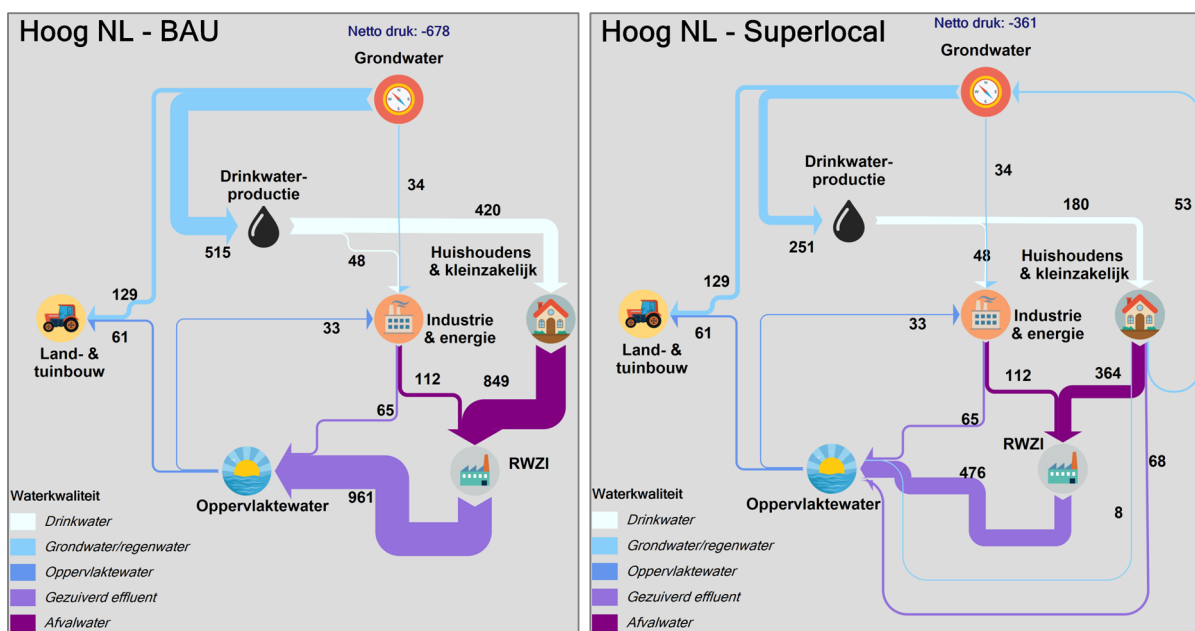 Hoog NL - BAU
Netto druk: -678
Grondwater
Drinkwater-
productie
34
420
515
48
Huishoudens
& kleinzakelijk
129
61
33
Industrie
& energie
Land- &
tuinbouw
112
849
65
RWZI
961
Oppervlaktewater
Waterkwaliteit
Drinkwater
Grondwater/regenwater
Oppervlaktewater
Gezuiverd effluent
Afvalwater
Hoog NL - Superlocal
Netto druk: -361
Grondwater
Drinkwater-
productie
34
180
53
251
48
Huishoudens
& kleinzakelijk
129
61
33
Industrie
& energie
Land- &
tuinbouw
112
364
65
RWZI
68
476
Oppervlaktewater
8
Waterkwaliteit
Drinkwater
Grondwater/regenwater
Oppervlaktewater
Gezuiverd effluent
Afvalwater